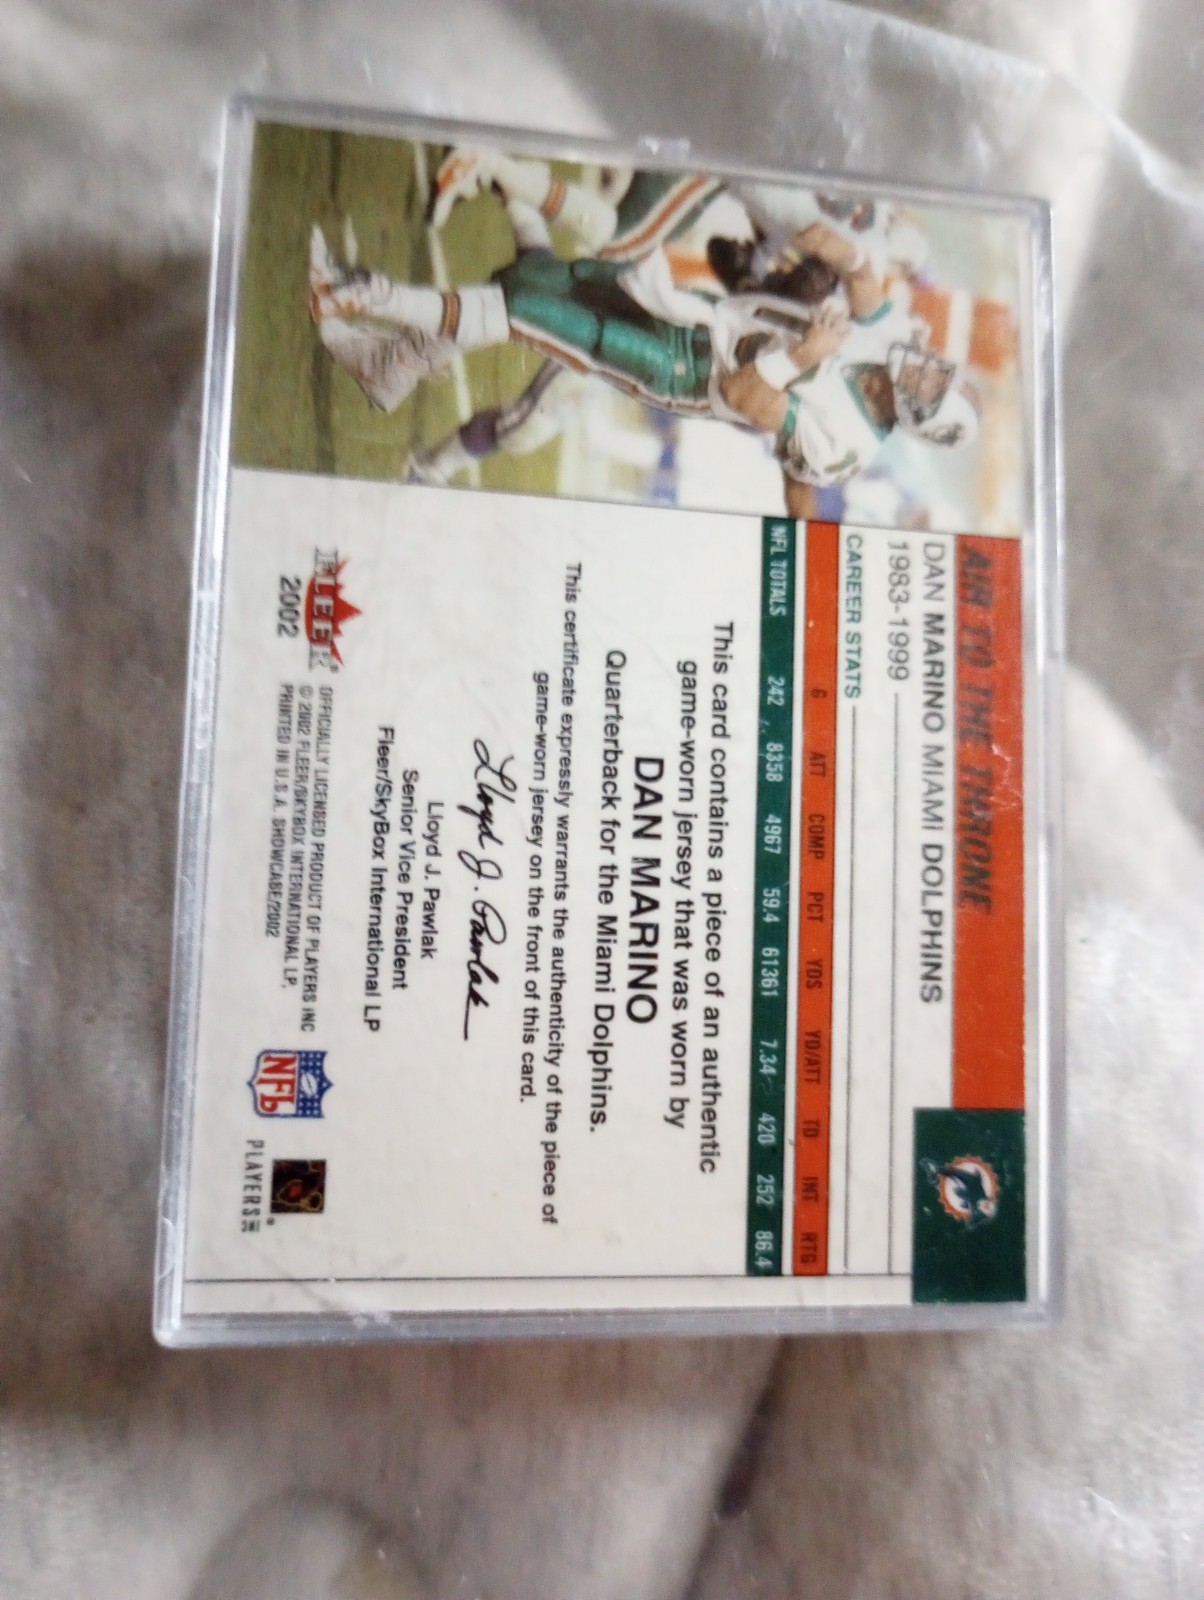 AIR TO THE THRONE
DAN MARINO MIAMI DOLPHINS
1983-1999
CAREER STATS
G ATT COMP PCT YDS YD/ATT TD INT RTG
NFL TOTALS 242 8358 4967 59.4 61361 7.34 420 252 86.4
This card contains a piece of an authentic
game-worn jersey that was worn by
DAN MARINO
Quarterback for the Miami Dolphins.
This certificate expressly warrants the authenticity of the piece of
game-worn jersey on the front of this card.
Lloyd J. Pawlak
Lloyd J. Pawlak
Senior Vice President
Fleer/SkyBox International LP
FLEER®
2002
OFFICIALLY LICENSED PRODUCT OF PLAYERS INC
© 2002 FLEER/SKYBOX INTERNATIONAL LP.
PRINTED IN U.S.A. SHOWCASE/2002
NFL
PLAYERS INC